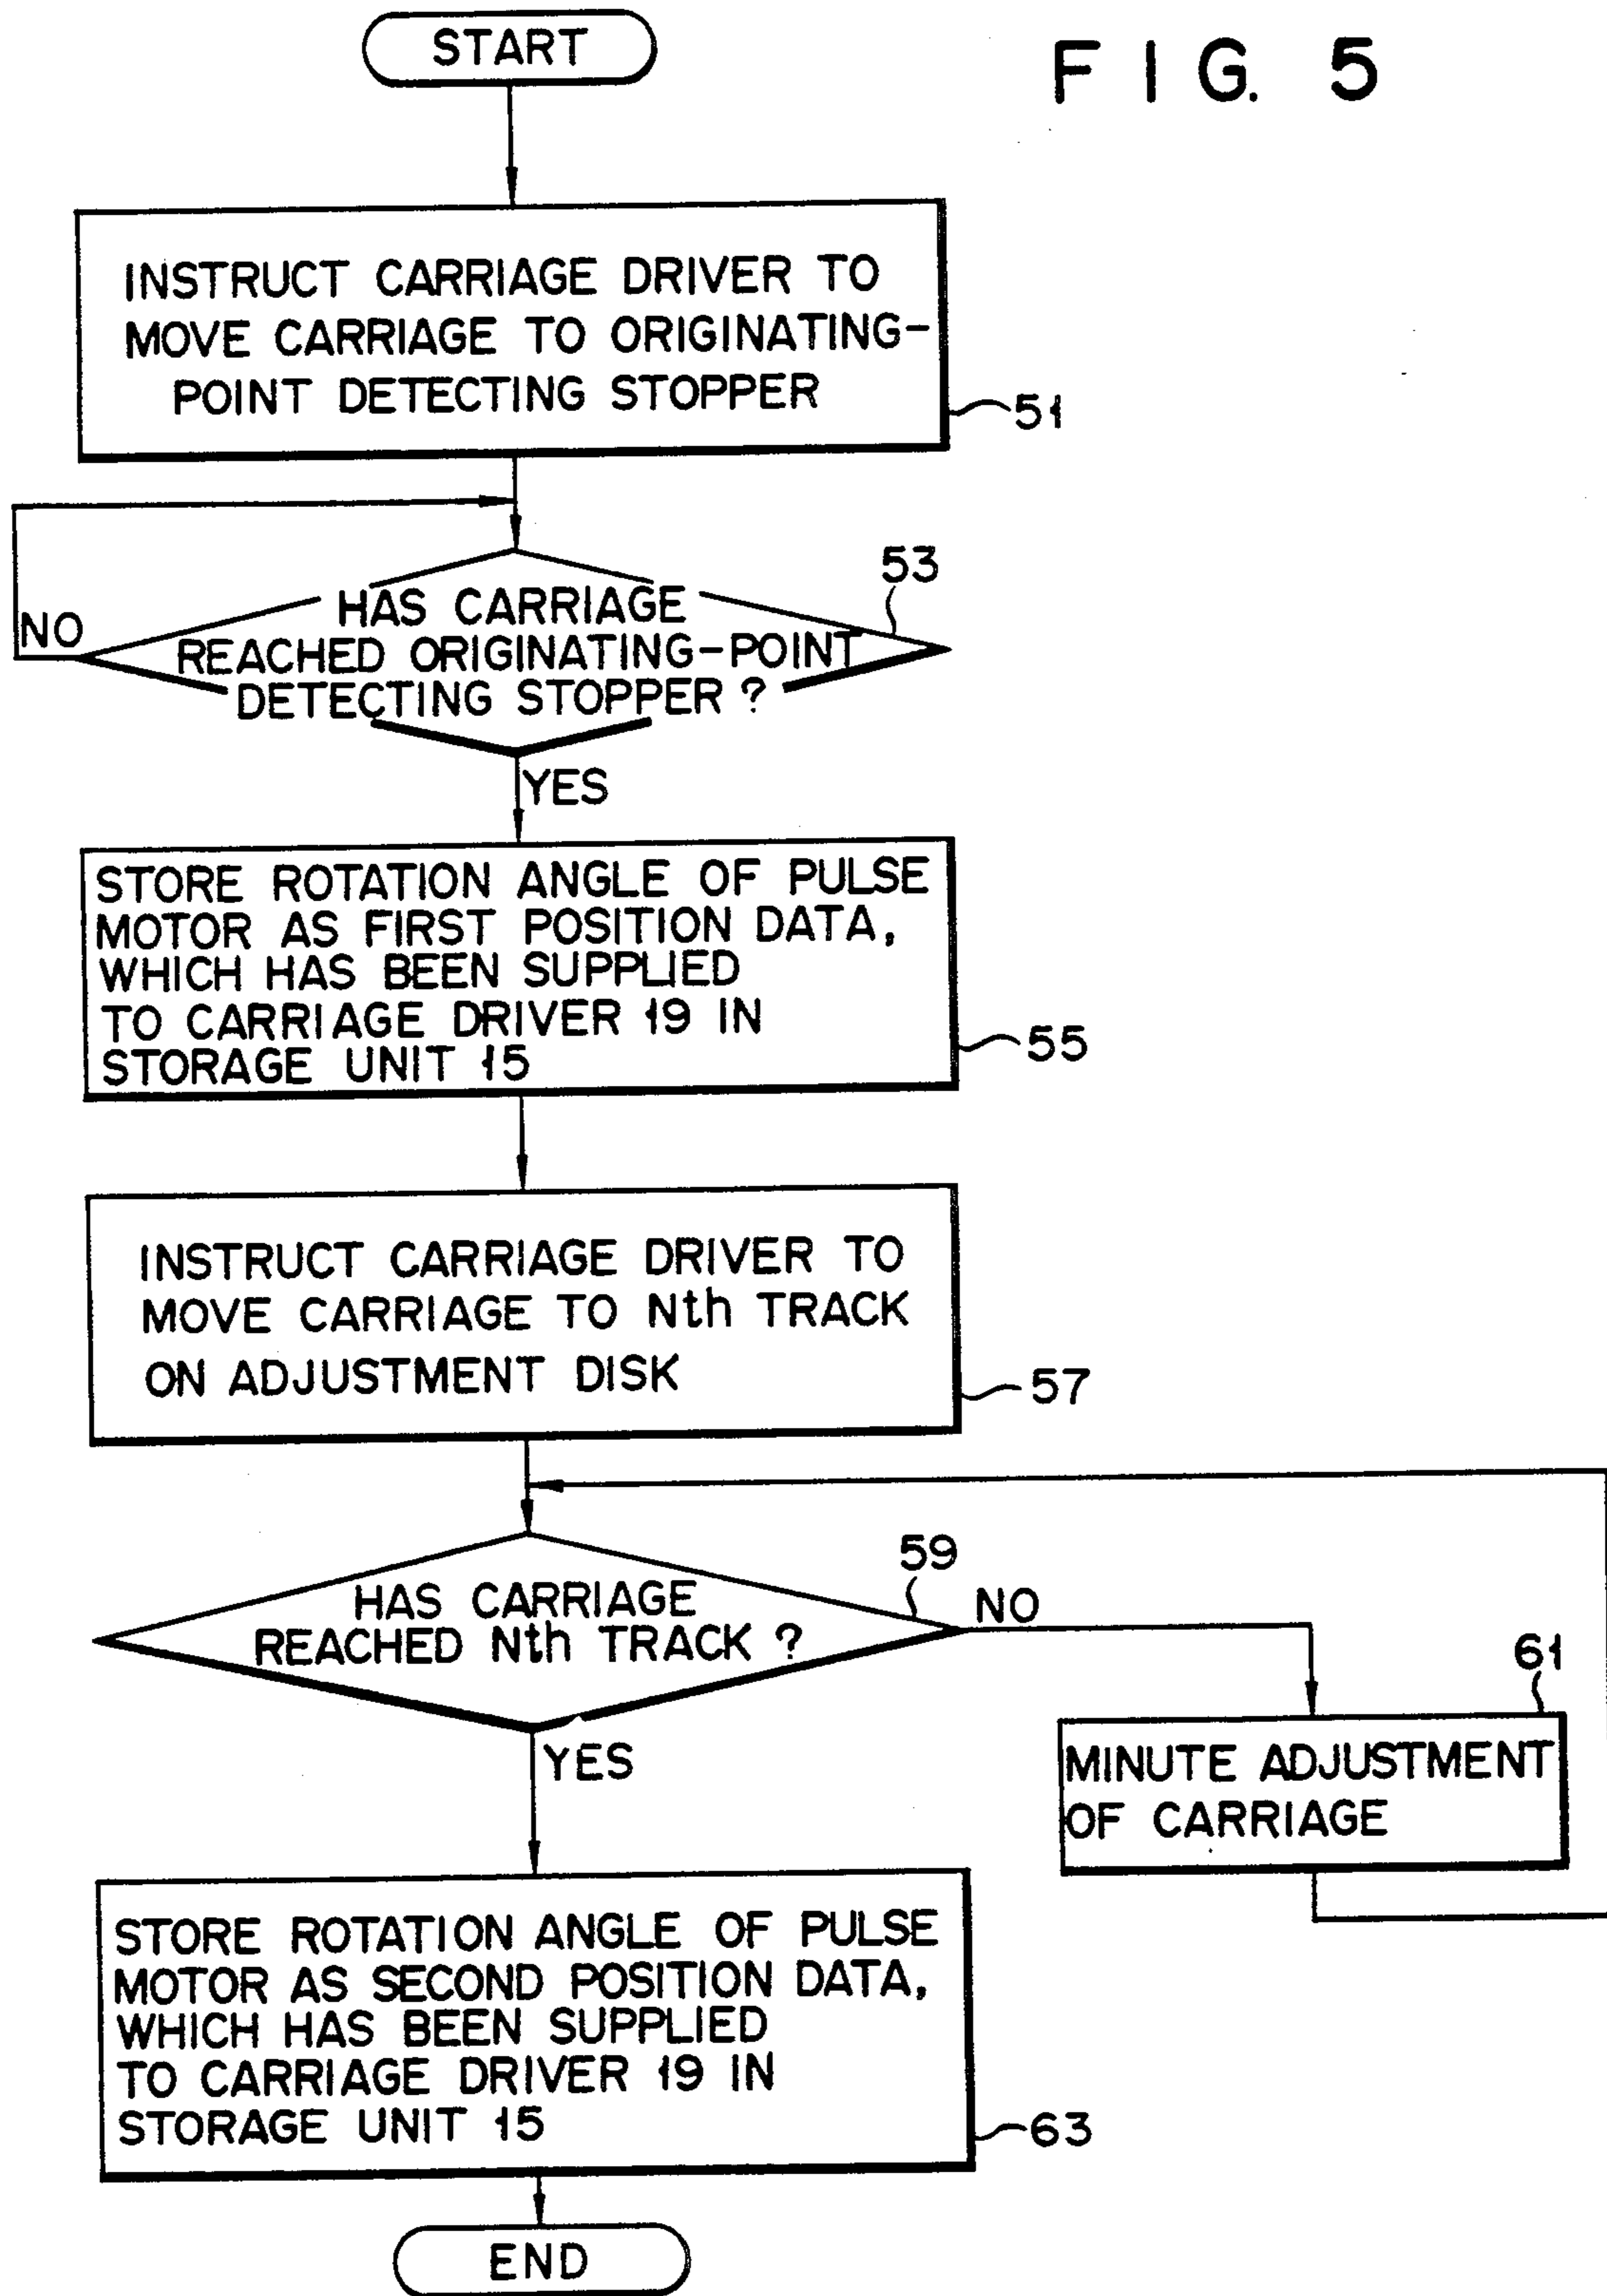 START
FIG. 5
INSTRUCT CARRIAGE DRIVER TO
MOVE CARRIAGE TO ORIGINATING-
POINT DETECTING STOPPER
51
53
HAS CARRIAGE
REACHED ORIGINATING-POINT
DETECTING STOPPER ?
NO
YES
STORE ROTATION ANGLE OF PULSE
MOTOR AS FIRST POSITION DATA,
WHICH HAS BEEN SUPPLIED
TO CARRIAGE DRIVER 19 IN
STORAGE UNIT 15
55
INSTRUCT CARRIAGE DRIVER TO
MOVE CARRIAGE TO Nth TRACK
ON ADJUSTMENT DISK
57
59
HAS CARRIAGE
REACHED Nth TRACK ?
NO
61
MINUTE ADJUSTMENT
OF CARRIAGE
YES
STORE ROTATION ANGLE OF PULSE
MOTOR AS SECOND POSITION DATA,
WHICH HAS BEEN SUPPLIED
TO CARRIAGE DRIVER 19 IN
STORAGE UNIT 15
63
END